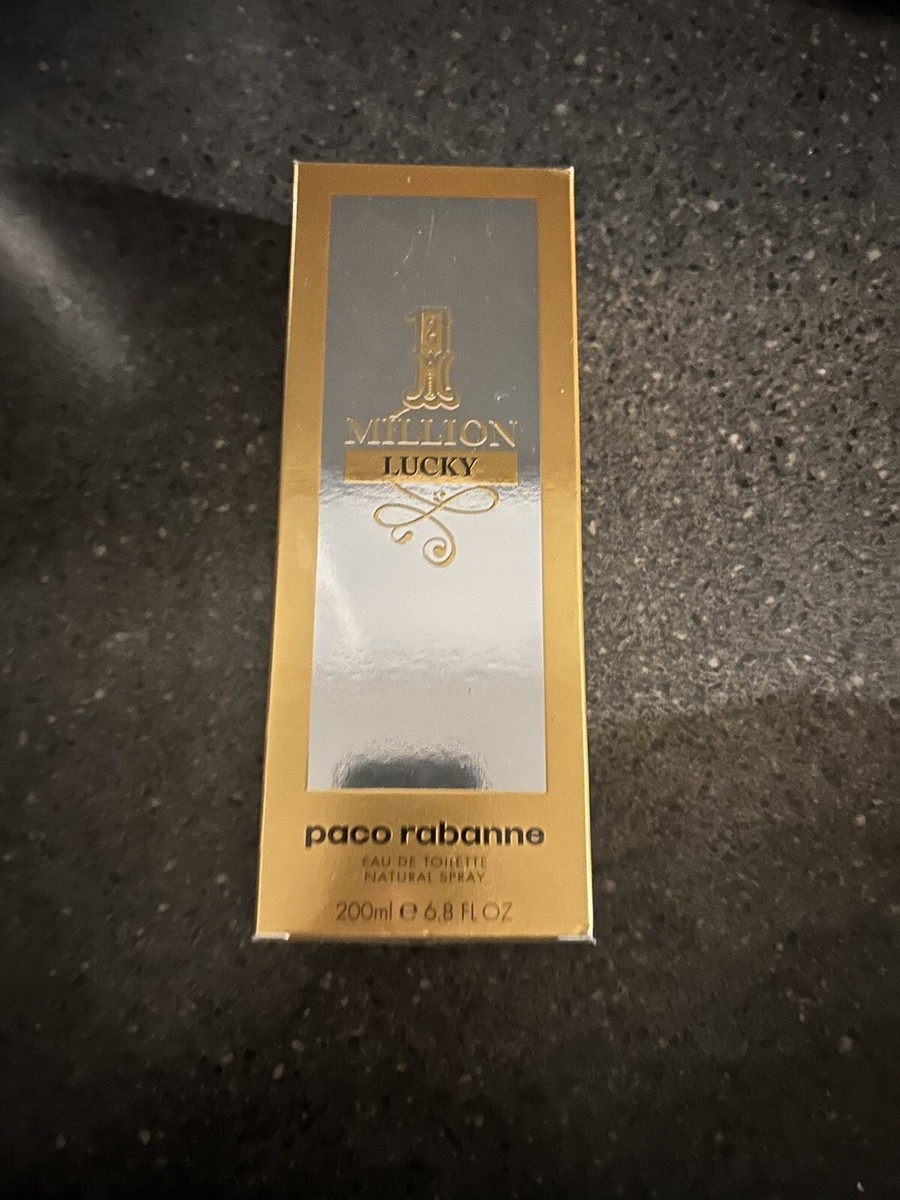 1
MILLION
LUCKY
paco rabanne
EAU DE TOILETTE
NATURAL SPRAY
200ml ℮ 6.8 FL OZ